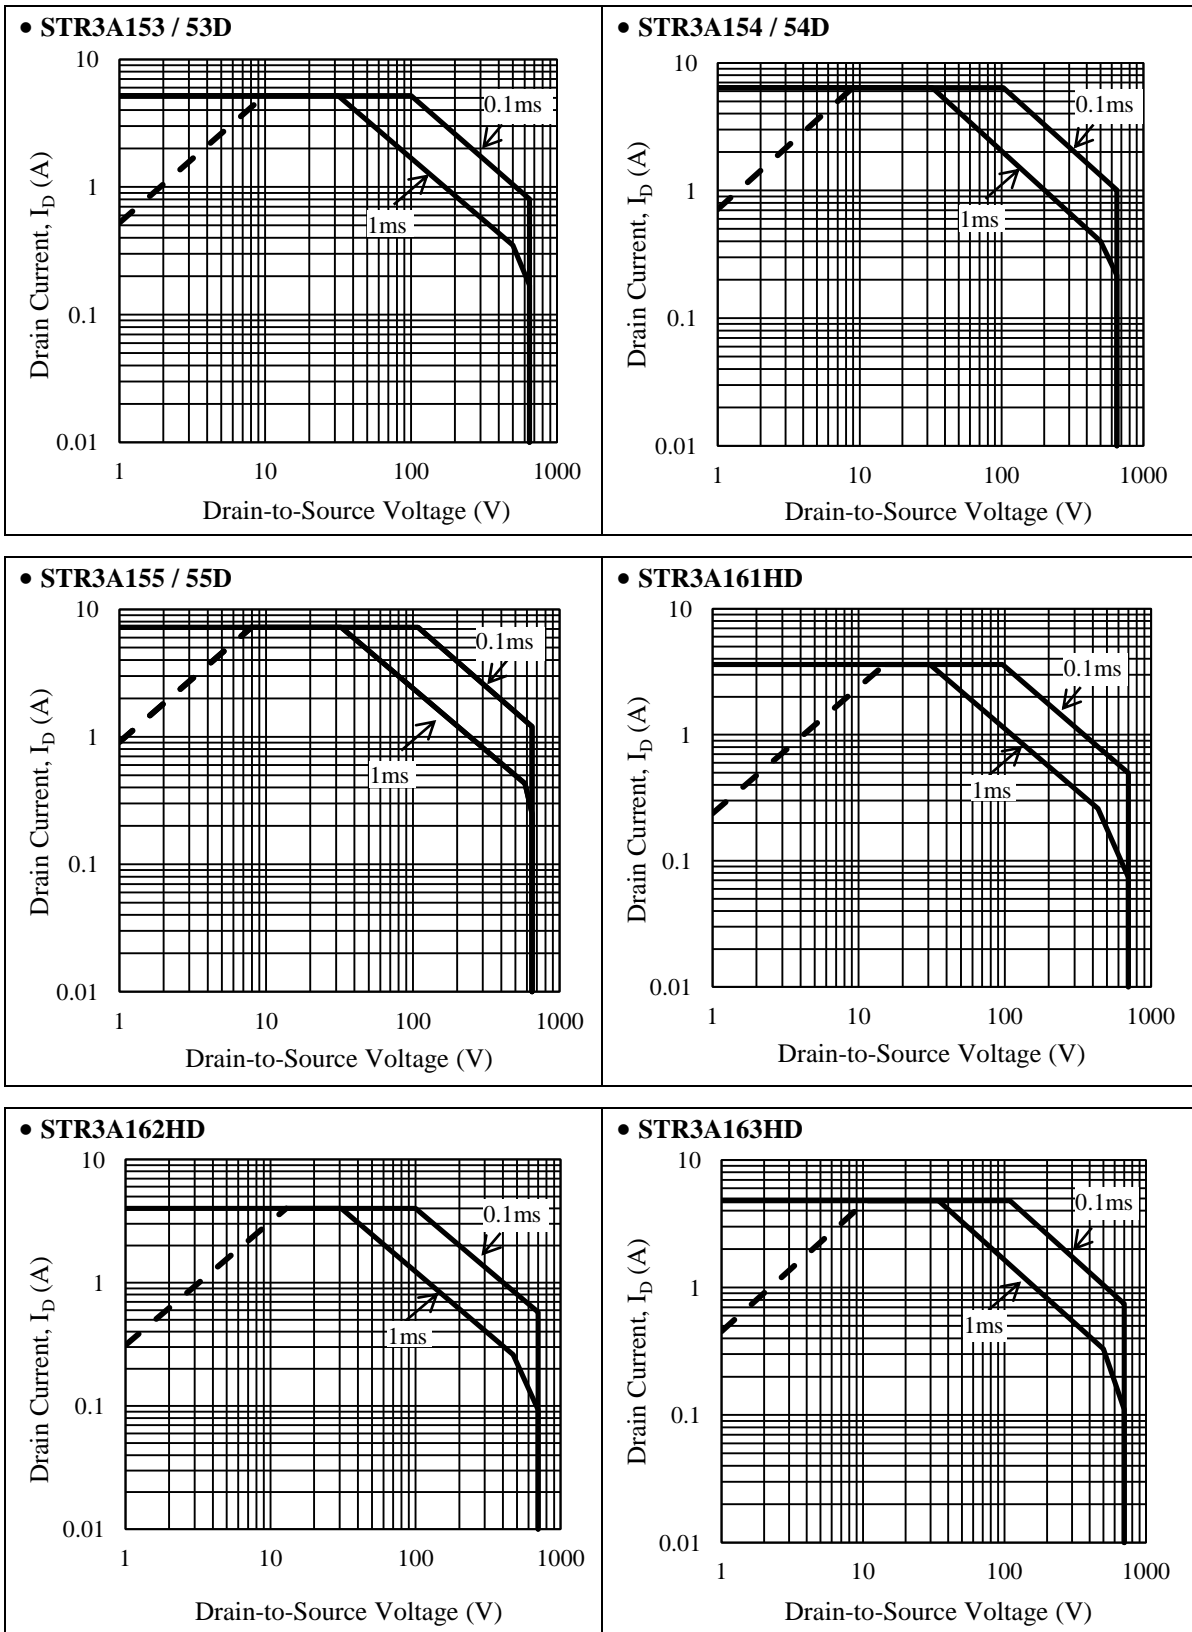 • STR3A153 / 53D
10
1
0.1
0.01
Drain Current, I_D (A)
0.1ms
1ms
1 10 100 1000
Drain-to-Source Voltage (V)
• STR3A154 / 54D
10
1
0.1
0.01
Drain Current, I_D (A)
0.1ms
1ms
1 10 100 1000
Drain-to-Source Voltage (V)
• STR3A155 / 55D
10
1
0.1
0.01
Drain Current, I_D (A)
0.1ms
1ms
1 10 100 1000
Drain-to-Source Voltage (V)
• STR3A161HD
10
1
0.1
0.01
Drain Current, I_D (A)
0.1ms
1ms
1 10 100 1000
Drain-to-Source Voltage (V)
• STR3A162HD
10
1
0.1
0.01
Drain Current, I_D (A)
0.1ms
1ms
1 10 100 1000
Drain-to-Source Voltage (V)
• STR3A163HD
10
1
0.1
0.01
Drain Current, I_D (A)
0.1ms
1ms
1 10 100 1000
Drain-to-Source Voltage (V)